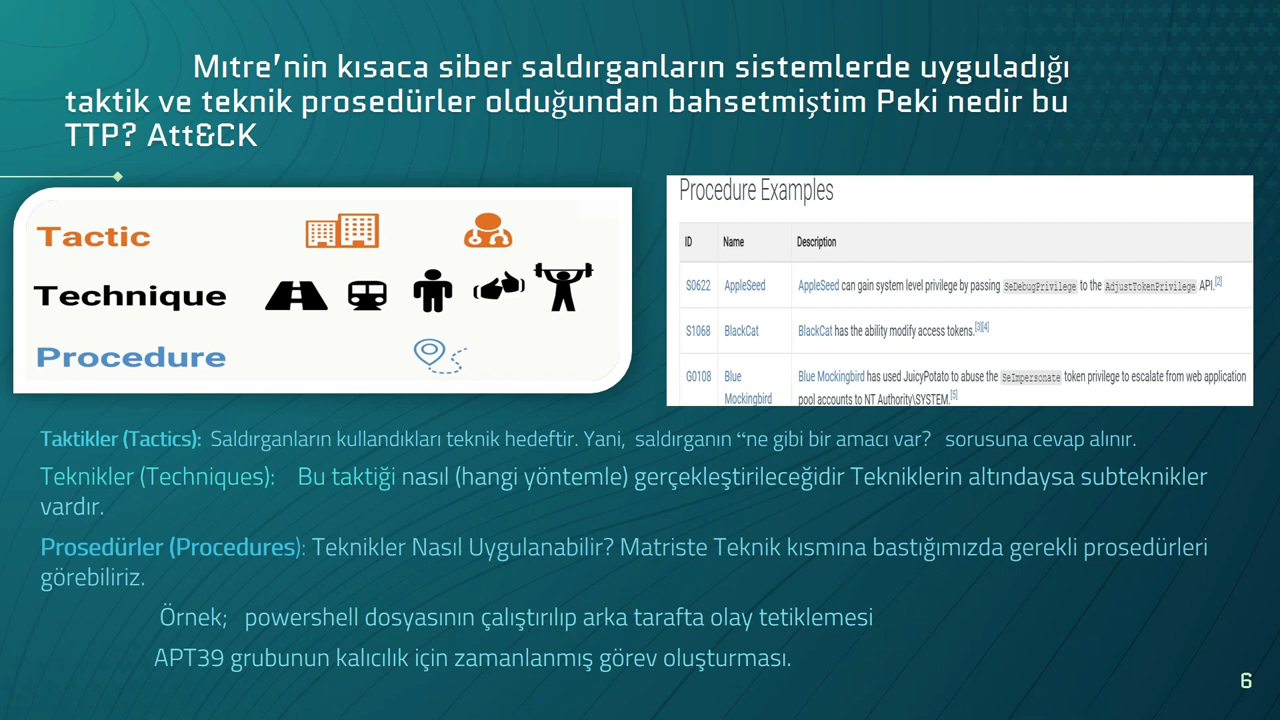 Mıtre’nin kısaca siber saldırganların sistemlerde uyguladığı
taktik ve teknik prosedürler olduğundan bahsetmiştim Peki nedir bu
TTP? Att&CK
Tactic
Technique
Procedure
Procedure Examples
ID Name Description
S0622 AppleSeed AppleSeed can gain system level privilege by passing SeDebugPrivilege to the AdjustTokenPrivilege API.[2]
S1068 BlackCat BlackCat has the ability modify access tokens.[3][4]
G0108 Blue Blue Mockingbird has used JuicyPotato to abuse the SeImpersonate token privilege to escalate from web application
Mockingbird pool accounts to NT Authority\SYSTEM.[5]
Taktikler (Tactics): Saldırganların kullandıkları teknik hedeftir. Yani, saldırganın “ne gibi bir amacı var? sorusuna cevap alınır.
Teknikler (Techniques): Bu taktiği nasıl (hangi yöntemle) gerçekleştirileceğidir Tekniklerin altındaysa subteknikler
vardır.
Prosedürler (Procedures): Teknikler Nasıl Uygulanabilir? Matriste Teknik kısmına bastığımızda gerekli prosedürleri
görebiliriz.
Örnek; powershell dosyasının çalıştırılıp arka tarafta olay tetiklemesi
APT39 grubunun kalıcılık için zamanlanmış görev oluşturması.
6